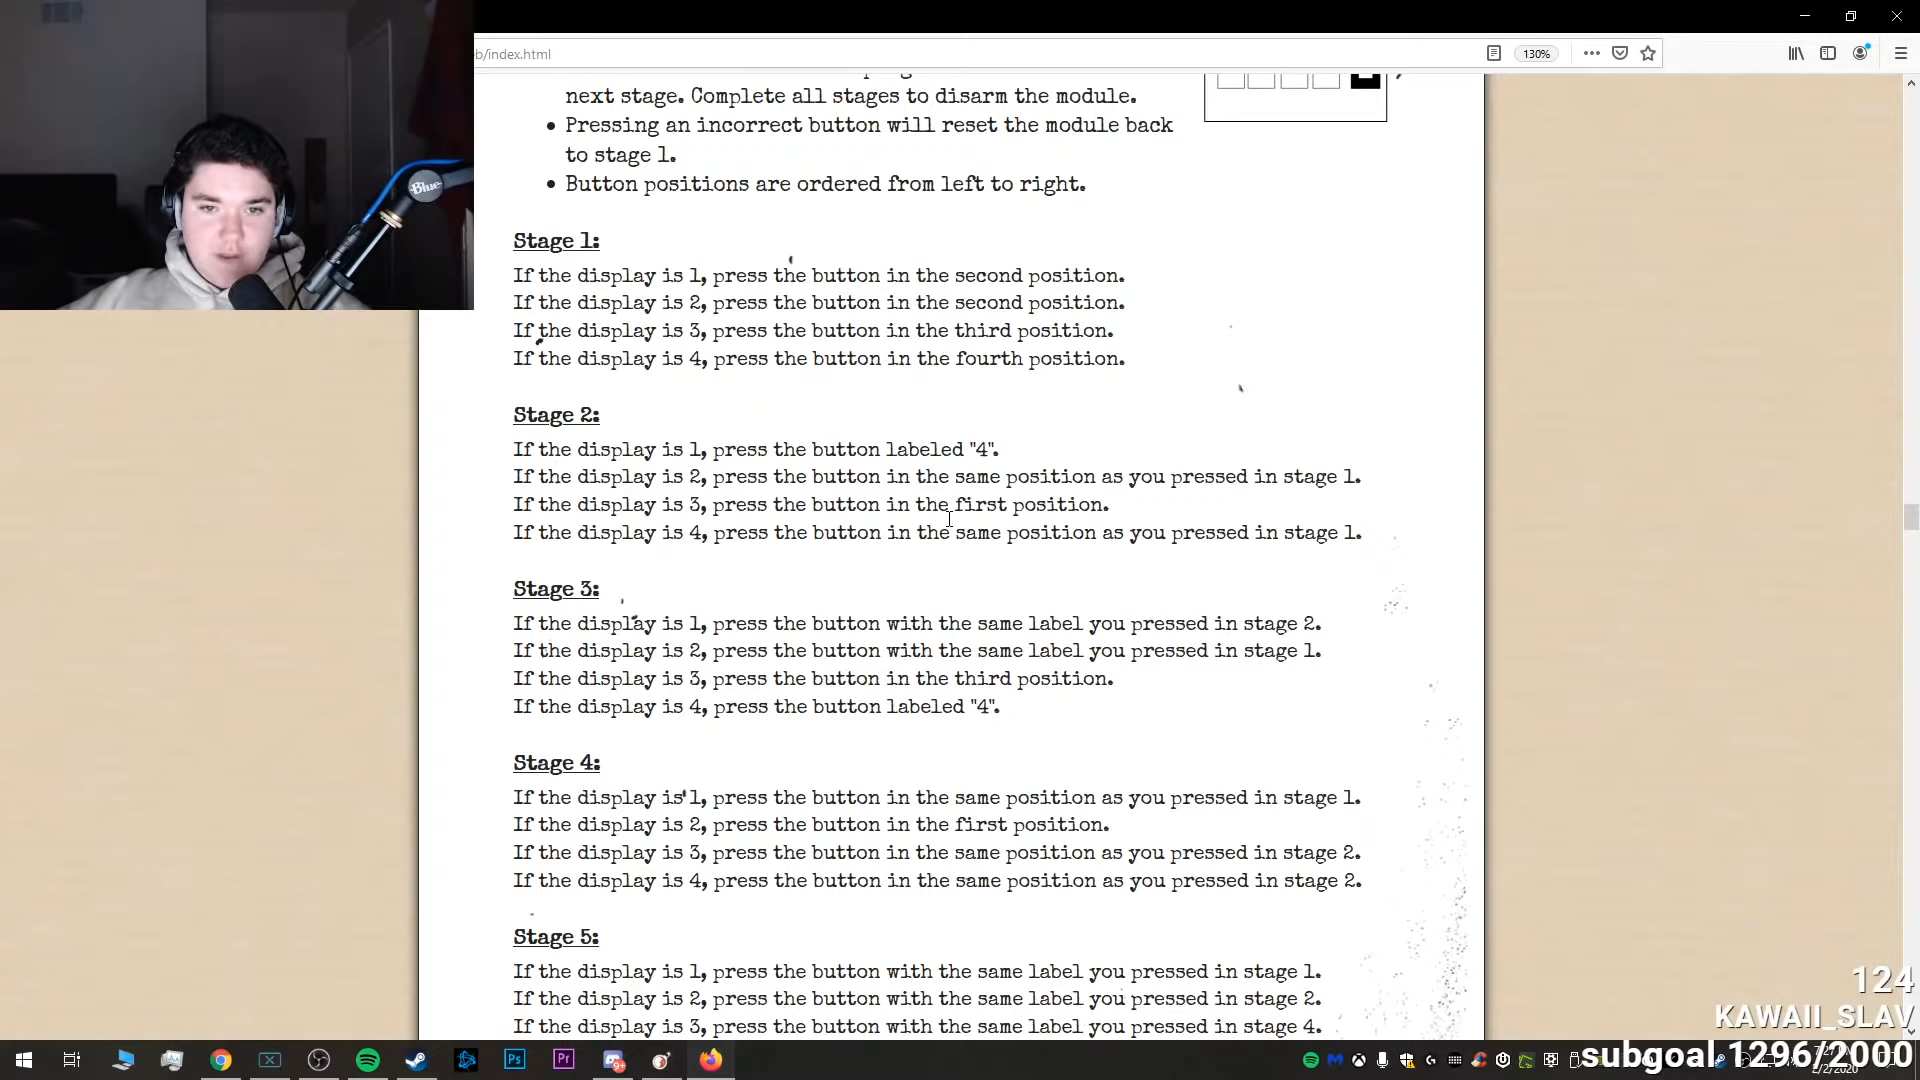 b/index.html
130%
next stage. Complete all stages to disarm the module.
• Pressing an incorrect button will reset the module back
to stage 1.
• Button positions are ordered from left to right.
Blue
Stage 1:
If the display is 1, press the button in the second position.
If the display is 2, press the button in the second position.
If the display is 3, press the button in the third position.
If the display is 4, press the button in the fourth position.
Stage 2:
If the display is 1, press the button labeled "4".
If the display is 2, press the button in the same position as you pressed in stage 1.
If the display is 3, press the button in the first position.
If the display is 4, press the button in the same position as you pressed in stage 1.
Stage 3:
If the display is 1, press the button with the same label you pressed in stage 2.
If the display is 2, press the button with the same label you pressed in stage 1.
If the display is 3, press the button in the third position.
If the display is 4, press the button labeled "4".
Stage 4:
If the display is 1, press the button in the same position as you pressed in stage 1.
If the display is 2, press the button in the first position.
If the display is 3, press the button in the same position as you pressed in stage 2.
If the display is 4, press the button in the same position as you pressed in stage 2.
Stage 5:
If the display is 1, press the button with the same label you pressed in stage 1.
If the display is 2, press the button with the same label you pressed in stage 2.
If the display is 3, press the button with the same label you pressed in stage 4.
124
KAWAII_SLAV
subgoal 1296/2000
Ps
Pr
2/2/2020